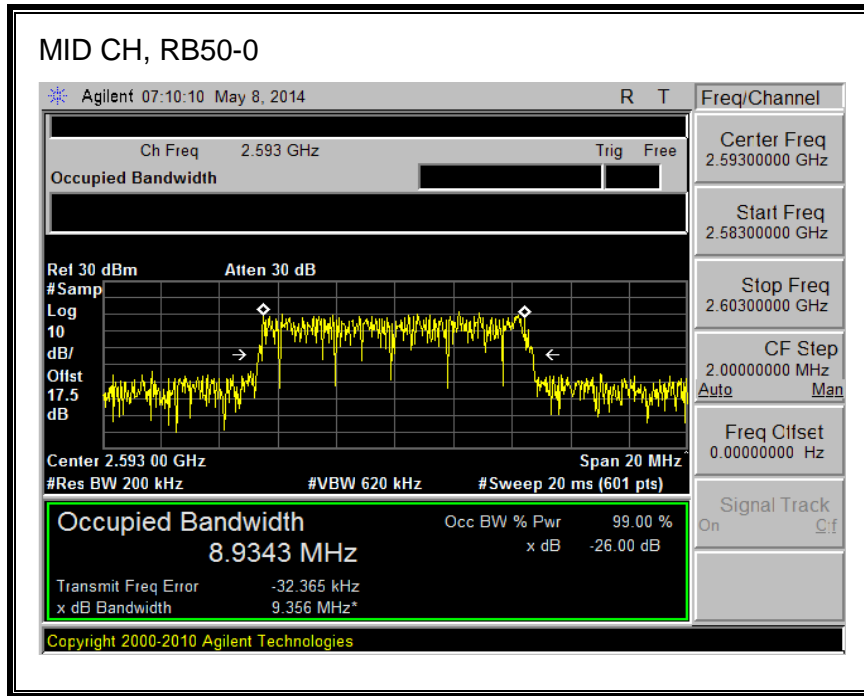 MID CH, RB50-0
Agilent 07:10:10 May 8, 2014 R T
Freq/Channel
Ch Freq 2.593 GHz Trig Free
Occupied Bandwidth
Center Freq
2.59300000 GHz
Start Freq
2.58300000 GHz
Stop Freq
2.60300000 GHz
CF Step
2.00000000 MHz
Auto Man
Freq Offset
0.00000000 Hz
Signal Track
On Off
Ref 30 dBm Atten 30 dB
#Samp
Log
10
dB/
Offst
17.5
dB
Center 2.593 00 GHz Span 20 MHz^
#Res BW 200 kHz #VBW 620 kHz #Sweep 20 ms (601 pts)
Occupied Bandwidth
8.9343 MHz
Occ BW % Pwr 99.00 %
x dB -26.00 dB
Transmit Freq Error -32.365 kHz
x dB Bandwidth 9.356 MHz*
Copyright 2000-2010 Agilent Technologies